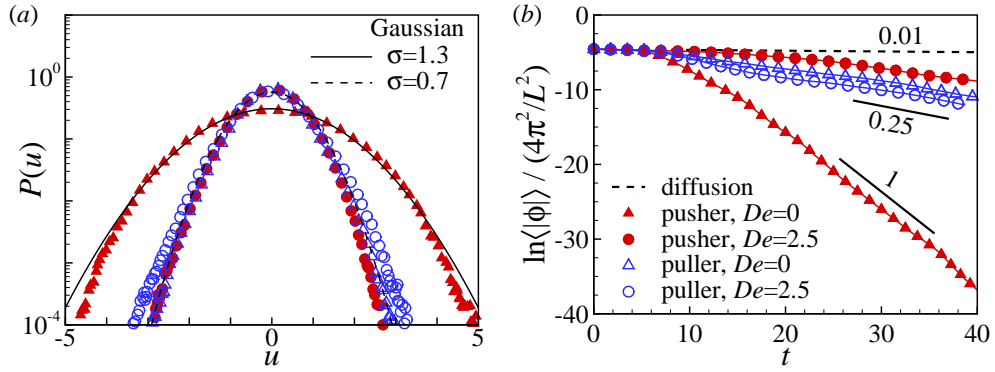 (a)
Gaussian
σ=1.3
σ=0.7
10^0
10^-4
P(u)
-5
0
5
u
(b)
-0
-10
-20
-30
-40
ln⟨|ϕ|⟩ / (4π²/L²)
0.01
0.25
1
diffusion
pusher, De=0
pusher, De=2.5
puller, De=0
puller, De=2.5
0
10
20
30
40
t